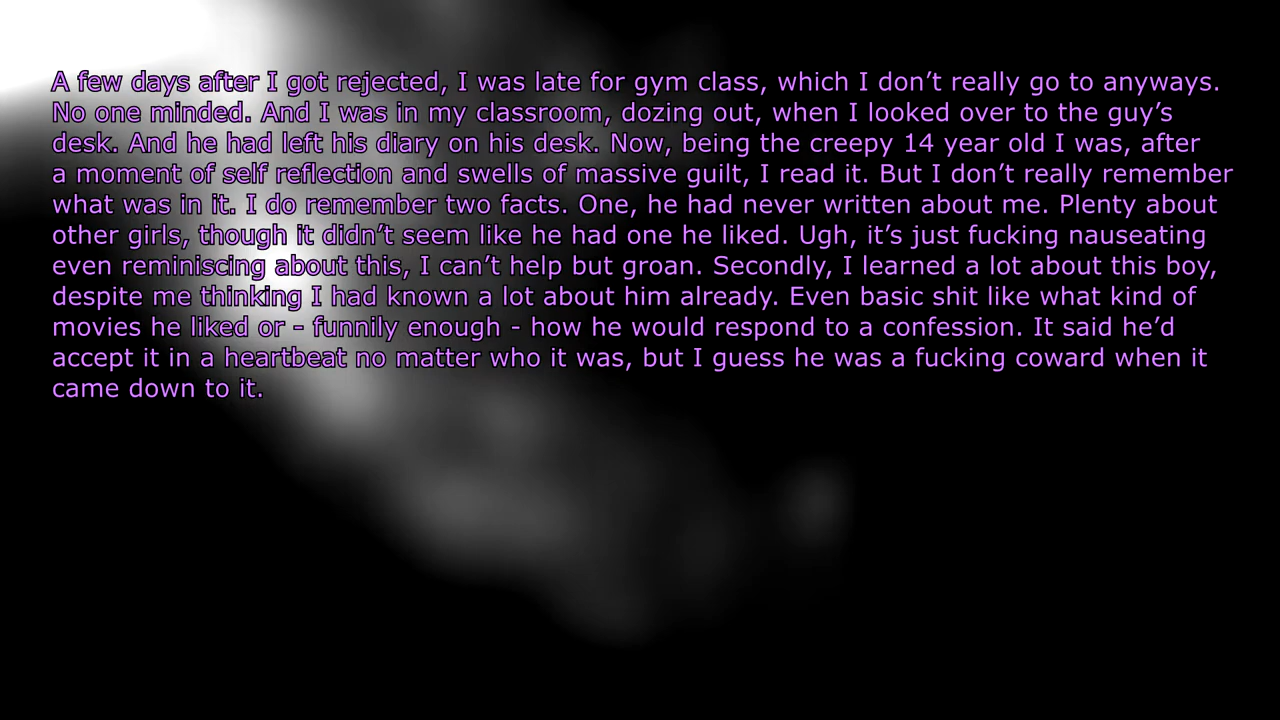 A few days after I got rejected, I was late for gym class, which I don’t really go to anyways.
No one minded. And I was in my classroom, dozing out, when I looked over to the guy’s
desk. And he had left his diary on his desk. Now, being the creepy 14 year old I was, after
a moment of self reflection and swells of massive guilt, I read it. But I don’t really remember
what was in it. I do remember two facts. One, he had never written about me. Plenty about
other girls, though it didn’t seem like he had one he liked. Ugh, it’s just fucking nauseating
even reminiscing about this, I can’t help but groan. Secondly, I learned a lot about this boy,
despite me thinking I had known a lot about him already. Even basic shit like what kind of
movies he liked or - funnily enough - how he would respond to a confession. It said he’d
accept it in a heartbeat no matter who it was, but I guess he was a fucking coward when it
came down to it.